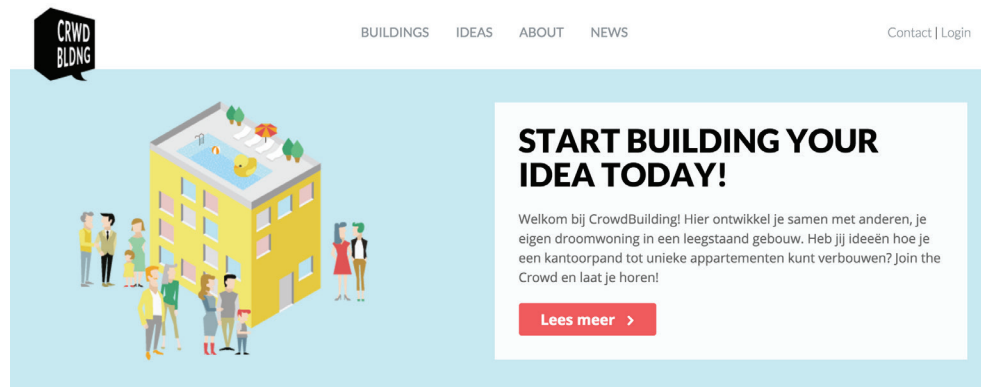 CRWD
BLDNG
BUILDINGS IDEAS ABOUT NEWS
Contact | Login
START BUILDING YOUR
IDEA TODAY!
Welkom bij CrowdBuilding! Hier ontwikkel je samen met anderen, je
eigen droomwoning in een leegstaand gebouw. Heb jij ideeën hoe je
een kantoorpand tot unieke appartementen kunt verbouwen? Join the
Crowd en laat je horen!
Lees meer >